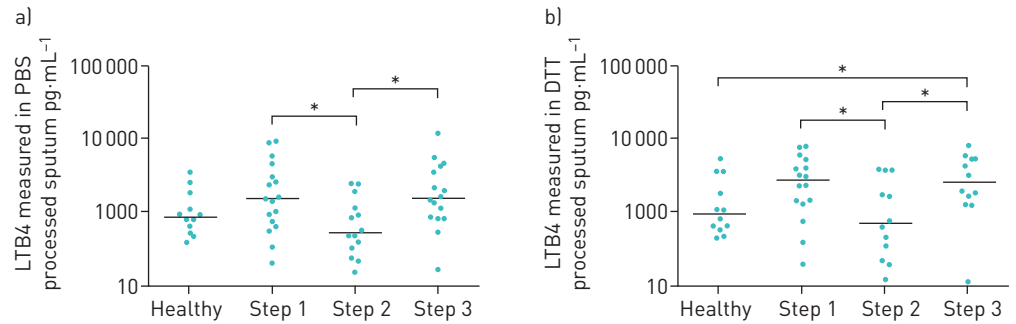 a)
LTB4 measured in PBS
processed sputum pg·mL⁻¹
100 000
10 000
1000
10
*
*
Healthy
Step 1
Step 2
Step 3
b)
LTB4 measured in DTT
processed sputum pg·mL⁻¹
100 000
10 000
1000
10
*
*
*
Healthy
Step 1
Step 2
Step 3